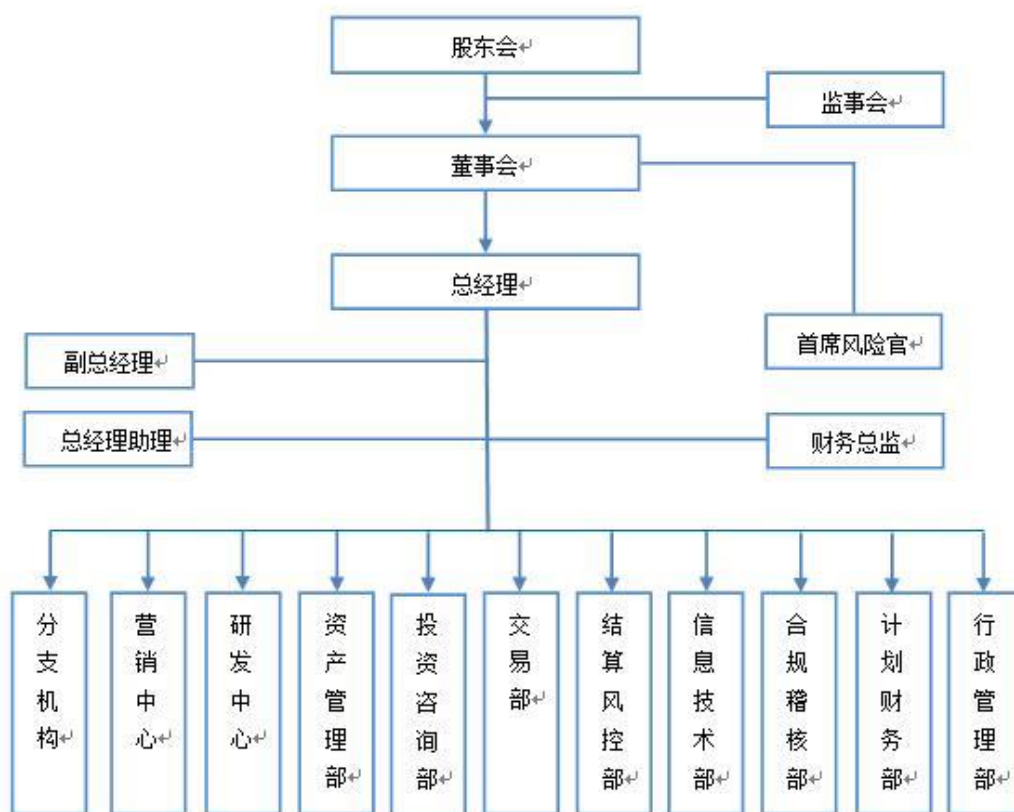 股东会
监事会
董事会
总经理
首席风险官
副总经理
总经理助理
财务总监
分支机构
营销中心
研发中心
资产管理部
投资咨询部
交易部
结算风控部
信息技术部
合规稽核部
计划财务部
行政管理部